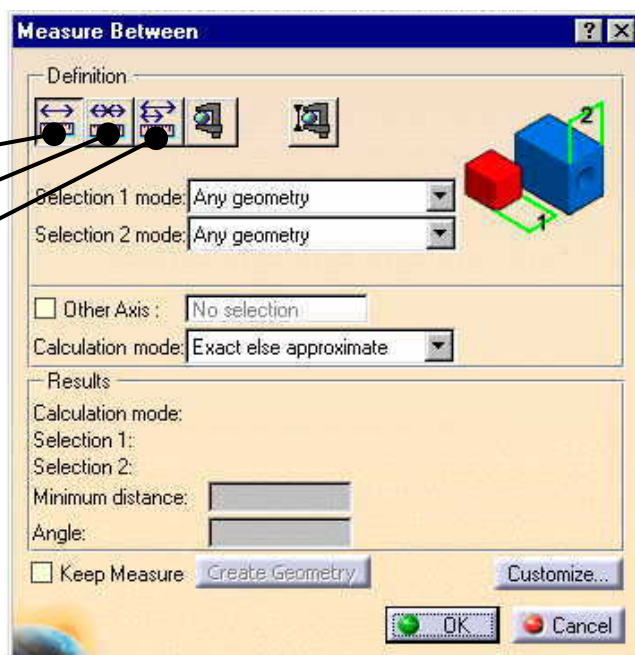 Measure Between
Definition
2
1
Selection 1 mode: Any geometry
Selection 2 mode: Any geometry
Other Axis : No selection
Calculation mode: Exact else approximate
Results
Calculation mode:
Selection 1:
Selection 2:
Minimum distance:
Angle:
Keep Measure Create Geometry Customize...
OK Cancel